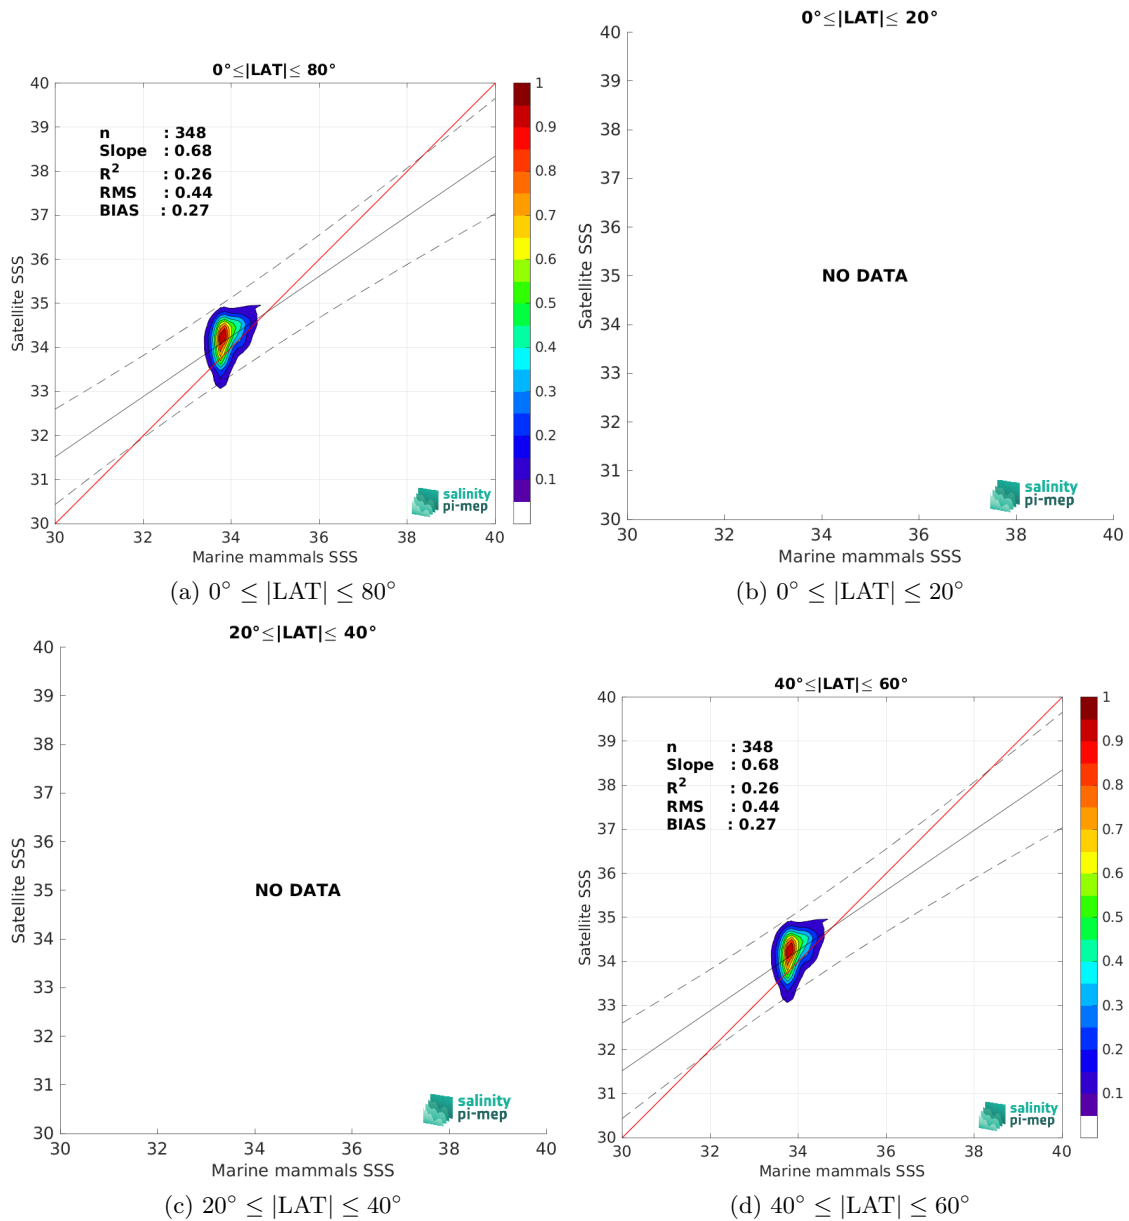 0°≤|LAT|≤ 80°
40
39
38
37
36
35
34
33
32
31
30
Satellite SSS
n : 348
Slope : 0.68
R² : 0.26
RMS : 0.44
BIAS : 0.27
salinity
pi-mep
30 32 34 36 38 40
Marine mammals SSS
1
0.9
0.8
0.7
0.6
0.5
0.4
0.3
0.2
0.1
(a) 0° ≤ |LAT| ≤ 80°
0°≤|LAT|≤ 20°
40
39
38
37
36
35
34
33
32
31
30
Satellite SSS
NO DATA
salinity
pi-mep
30 32 34 36 38 40
Marine mammals SSS
(b) 0° ≤ |LAT| ≤ 20°
20°≤|LAT|≤ 40°
40
39
38
37
36
35
34
33
32
31
30
Satellite SSS
NO DATA
salinity
pi-mep
30 32 34 36 38 40
Marine mammals SSS
(c) 20° ≤ |LAT| ≤ 40°
40°≤|LAT|≤ 60°
40
39
38
37
36
35
34
33
32
31
30
Satellite SSS
n : 348
Slope : 0.68
R² : 0.26
RMS : 0.44
BIAS : 0.27
salinity
pi-mep
30 32 34 36 38 40
Marine mammals SSS
1
0.9
0.8
0.7
0.6
0.5
0.4
0.3
0.2
0.1
(d) 40° ≤ |LAT| ≤ 60°